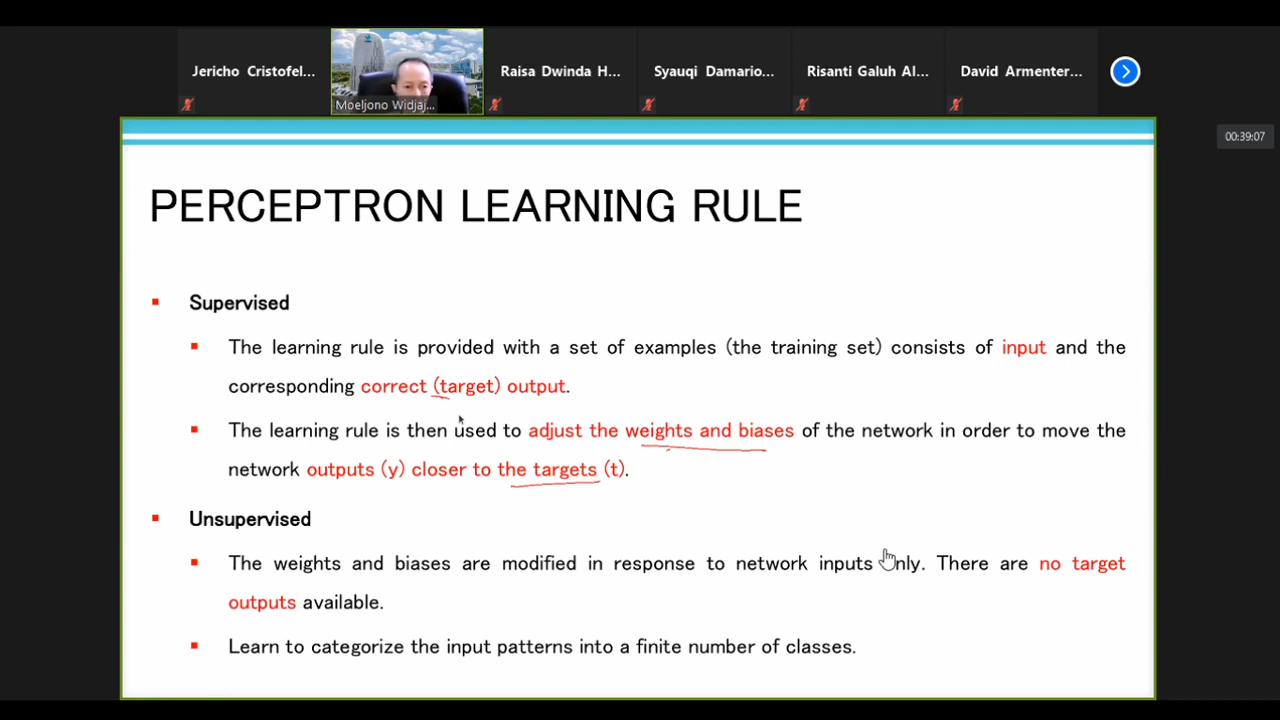 Jericho Cristofel...
Moeljono Widjaj...
Raisa Dwinda H...
Syauqi Damario...
Risanti Galuh Al...
David Armenter...
00:39:07
PERCEPTRON LEARNING RULE
Supervised
The learning rule is provided with a set of examples (the training set) consists of input and the
corresponding correct (target) output.
The learning rule is then used to adjust the weights and biases of the network in order to move the
network outputs (y) closer to the targets (t).
Unsupervised
The weights and biases are modified in response to network inputs only. There are no target
outputs available.
Learn to categorize the input patterns into a finite number of classes.